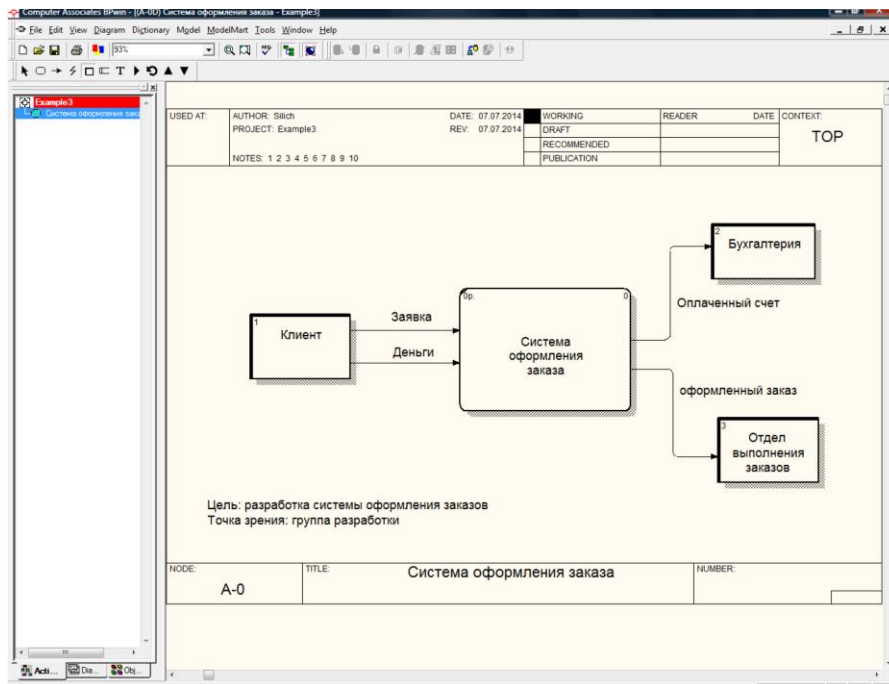 Computer Associates BPwin - [(A-0D) Система оформления заказа - Example3]
File Edit View Diagram Dictionary Model ModelMart Tools Window Help
93%
Example3
Система оформления зака
USED AT:
AUTHOR: Silich
DATE: 07.07.2014
WORKING
READER
DATE
CONTEXT:
PROJECT: Example3
REV: 07.07.2014
DRAFT
TOP
RECOMMENDED
NOTES: 1 2 3 4 5 6 7 8 9 10
PUBLICATION
2
Бухгалтерия
Оплаченный счет
0р.
0
1
Клиент
Заявка
Деньги
Система
оформления
заказа
оформленный заказ
3
Отдел
выполнения
заказов
Цель: разработка системы оформления заказов
Точка зрения: группа разработки
NODE:
A-0
TITLE:
Система оформления заказа
NUMBER:
Acti...
Dia...
Obj...